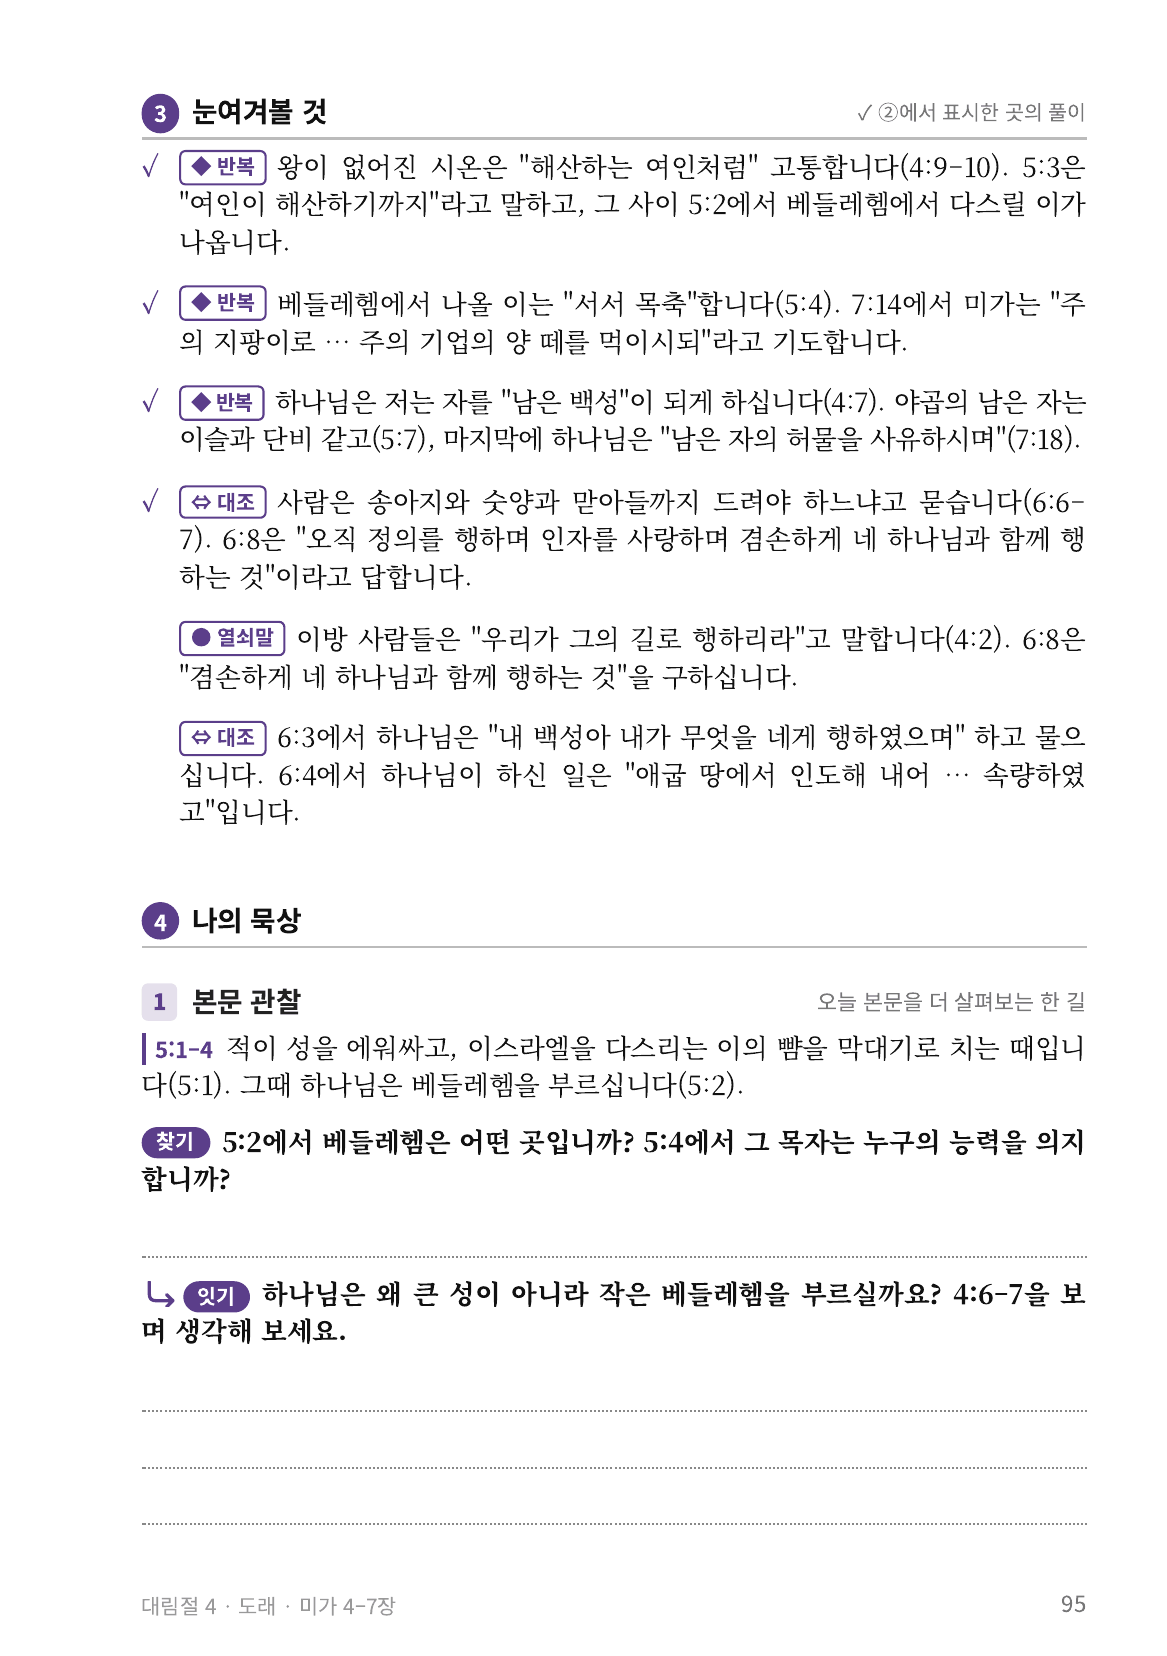 3 눈여겨볼 것
✓ ②에서 표시한 곳의 풀이
✓ ◆ 반복 왕이 없어진 시온은 "해산하는 여인처럼" 고통합니다(4:9–10). 5:3은
"여인이 해산하기까지"라고 말하고, 그 사이 5:2에서 베들레헴에서 다스릴 이가
나옵니다.
✓ ◆ 반복 베들레헴에서 나올 이는 "서서 목축"합니다(5:4). 7:14에서 미가는 "주
의 지팡이로 … 주의 기업의 양 떼를 먹이시되"라고 기도합니다.
✓ ◆ 반복 하나님은 저는 자를 "남은 백성"이 되게 하십니다(4:7). 야곱의 남은 자는
이슬과 단비 같고(5:7), 마지막에 하나님은 "남은 자의 허물을 사유하시며"(7:18).
✓ ⇔ 대조 사람은 송아지와 숫양과 맏아들까지 드려야 하느냐고 묻습니다(6:6–
7). 6:8은 "오직 정의를 행하며 인자를 사랑하며 겸손하게 네 하나님과 함께 행
하는 것"이라고 답합니다.
● 열쇠말 이방 사람들은 "우리가 그의 길로 행하리라"고 말합니다(4:2). 6:8은
"겸손하게 네 하나님과 함께 행하는 것"을 구하십니다.
⇔ 대조 6:3에서 하나님은 "내 백성아 내가 무엇을 네게 행하였으며" 하고 물으
십니다. 6:4에서 하나님이 하신 일은 "애굽 땅에서 인도해 내어 … 속량하였
고"입니다.
4 나의 묵상
1 본문 관찰
오늘 본문을 더 살펴보는 한 길
5:1–4 적이 성을 에워싸고, 이스라엘을 다스리는 이의 뺨을 막대기로 치는 때입니
다(5:1). 그때 하나님은 베들레헴을 부르십니다(5:2).
찾기 5:2에서 베들레헴은 어떤 곳입니까? 5:4에서 그 목자는 누구의 능력을 의지
합니까?
잇기 하나님은 왜 큰 성이 아니라 작은 베들레헴을 부르실까요? 4:6–7을 보
며 생각해 보세요.
대림절 4 · 도래 · 미가 4–7장
95